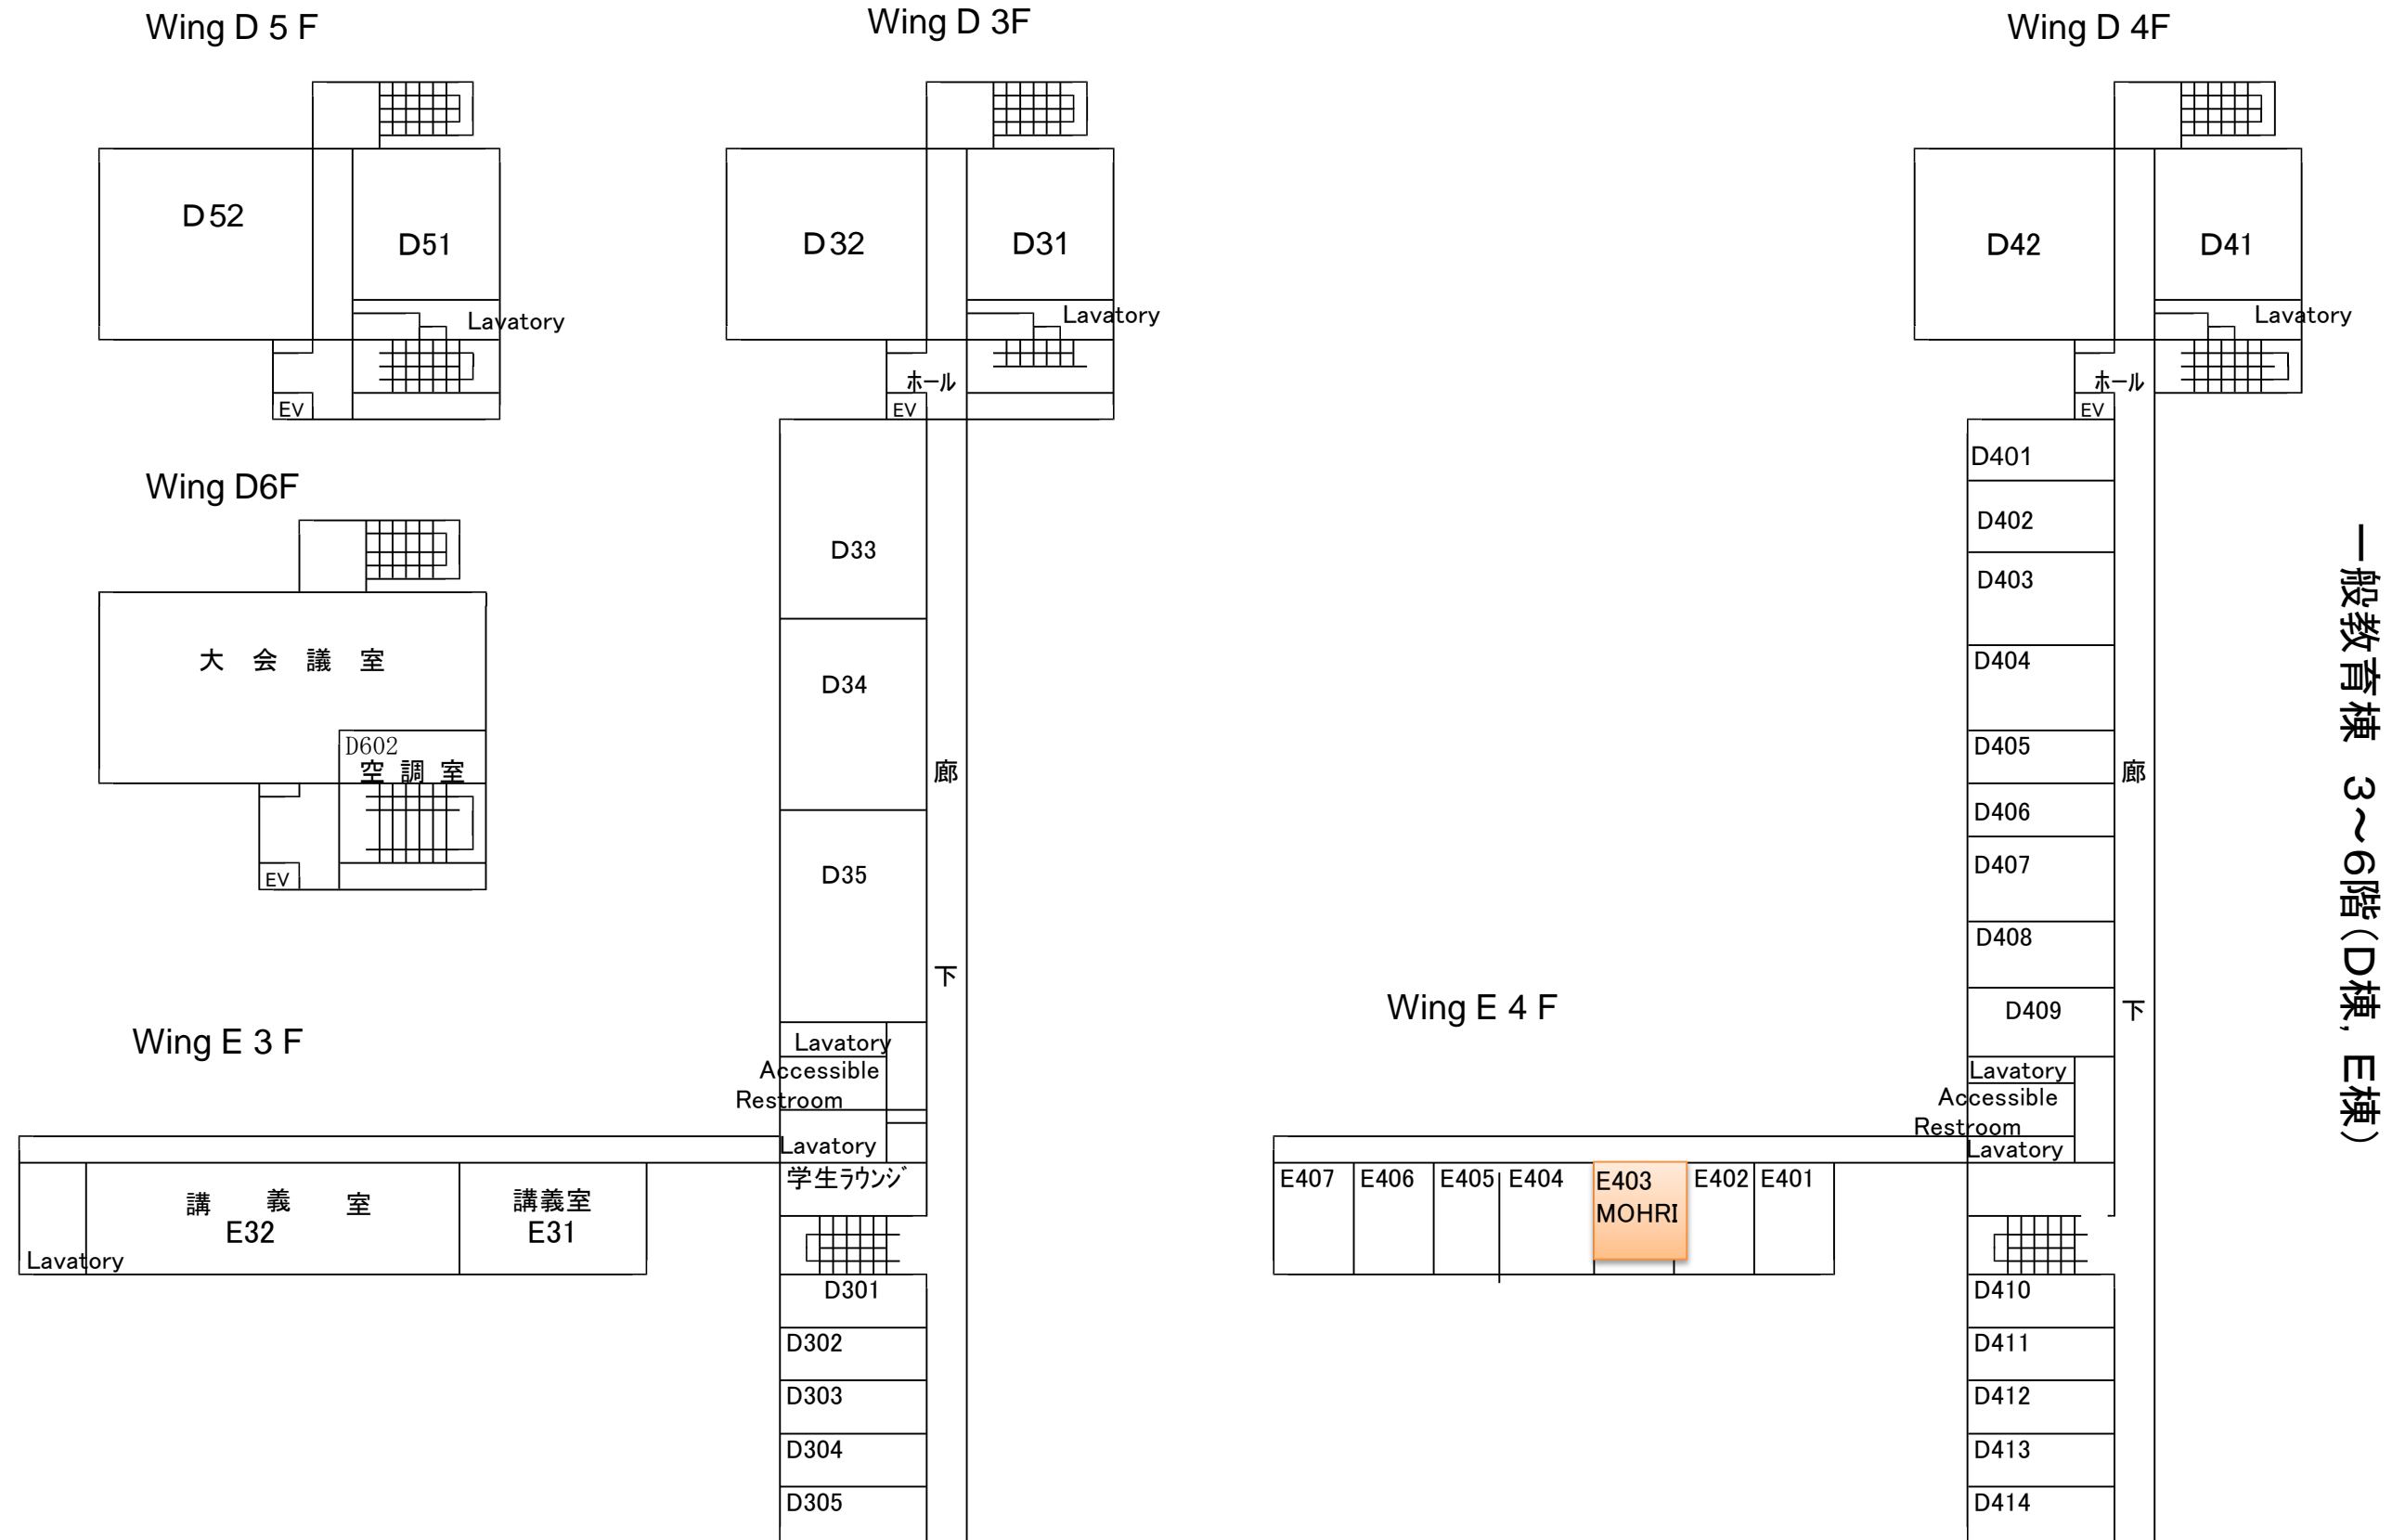 Wing D 5 F
D52
D51
Lavatory
EV
Wing D6F
大 会 議 室
D602
空 調 室
EV
Wing E 3 F
講 義 室
E32
講義室
E31
Lavatory
Wing D 3F
D32
D31
Lavatory
ホール
EV
D33
D34
D35
廊
下
Lavatory
Accessible
Restroom
Lavatory
学生ラウンジ
D301
D302
D303
D304
D305
Wing E 4 F
E407
E406
E405
E404
E403
MOHRI
E402
E401
Wing D 4F
D42
D41
Lavatory
ホール
EV
D401
D402
D403
D404
D405
D406
D407
D408
D409
廊
下
Lavatory
Accessible
Restroom
Lavatory
D410
D411
D412
D413
D414
一般教育棟 3～6階(D棟, E棟)